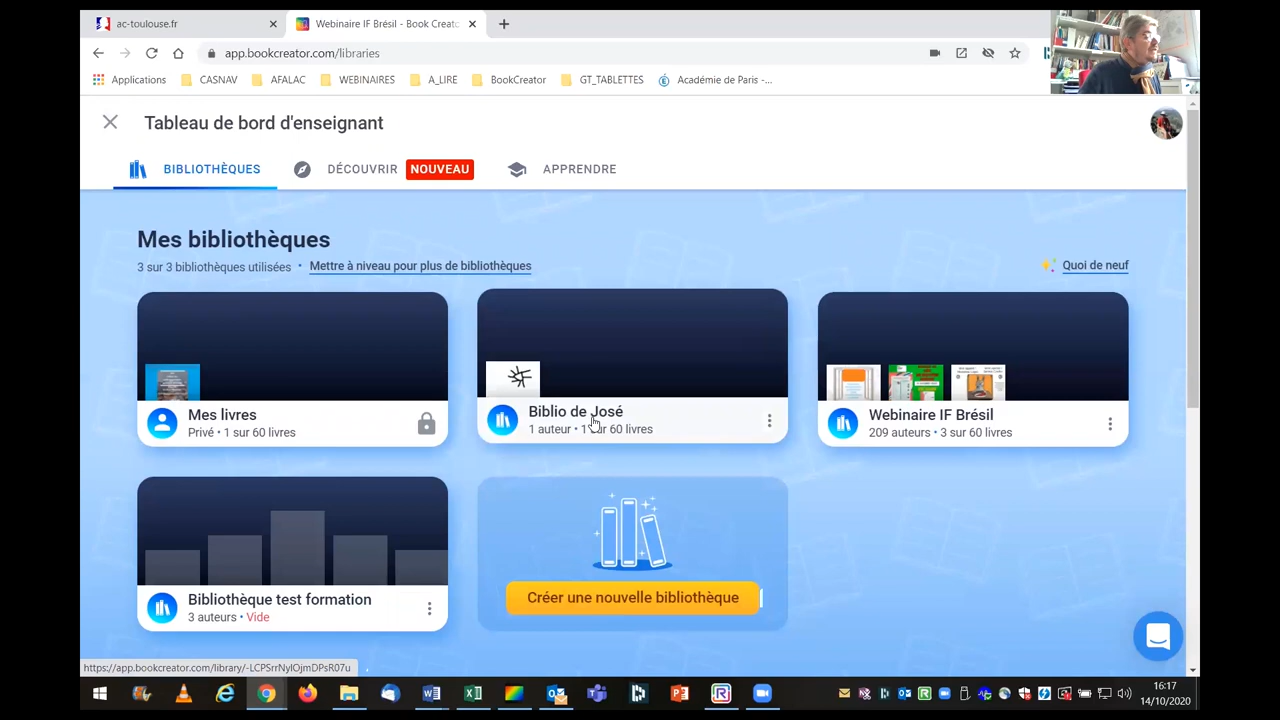 ac-toulouse.fr
Webinaire IF Brésil - Book Creato
app.bookcreator.com/libraries
Applications CASNAV AFALAC WEBINAIRES A_LIRE BookCreator GT_TABLETTES Académie de Paris -...
Tableau de bord d'enseignant
BIBLIOTHÈQUES DÉCOUVRIR NOUVEAU APPRENDRE
Mes bibliothèques
3 sur 3 bibliothèques utilisées • Mettre à niveau pour plus de bibliothèques
Quoi de neuf
Mes livres
Privé • 1 sur 60 livres
Biblio de José
1 auteur • 1 sur 60 livres
Webinaire IF Brésil
209 auteurs • 3 sur 60 livres
Bibliothèque test formation
3 auteurs • Vide
Créer une nouvelle bibliothèque
https://app.bookcreator.com/library/-LCPSrrNylOjmDPsR07u
16:17
14/10/2020